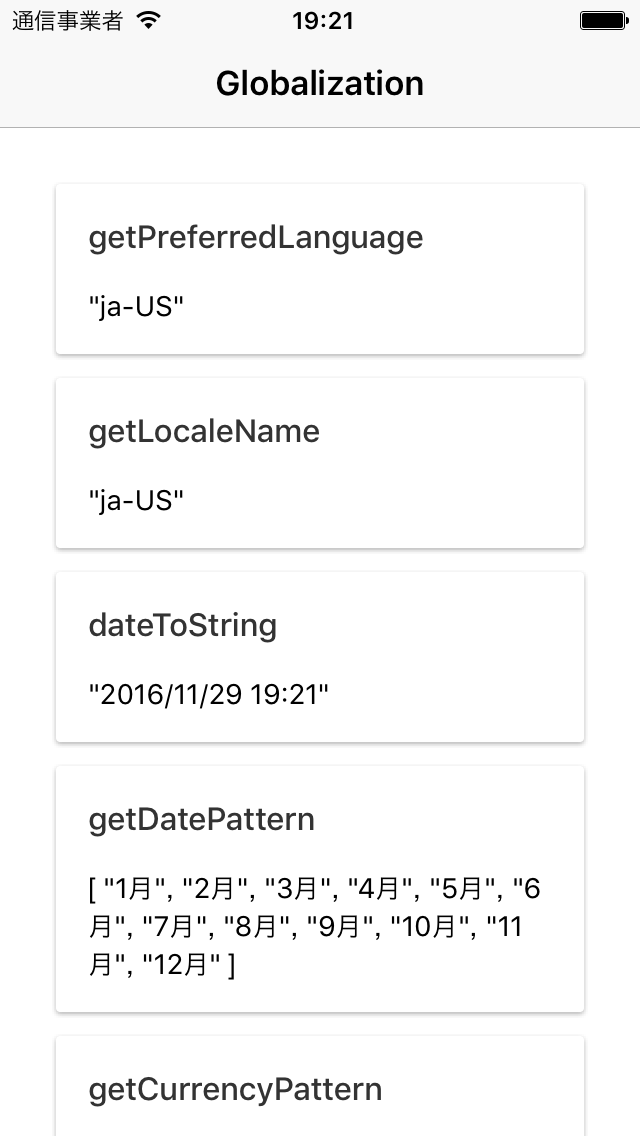 通信事業者 19:21
Globalization
getPreferredLanguage
"ja-US"
getLocaleName
"ja-US"
dateToString
"2016/11/29 19:21"
getDatePattern
[ "1月", "2月", "3月", "4月", "5月", "6
月", "7月", "8月", "9月", "10月", "11
月", "12月" ]
getCurrencyPattern